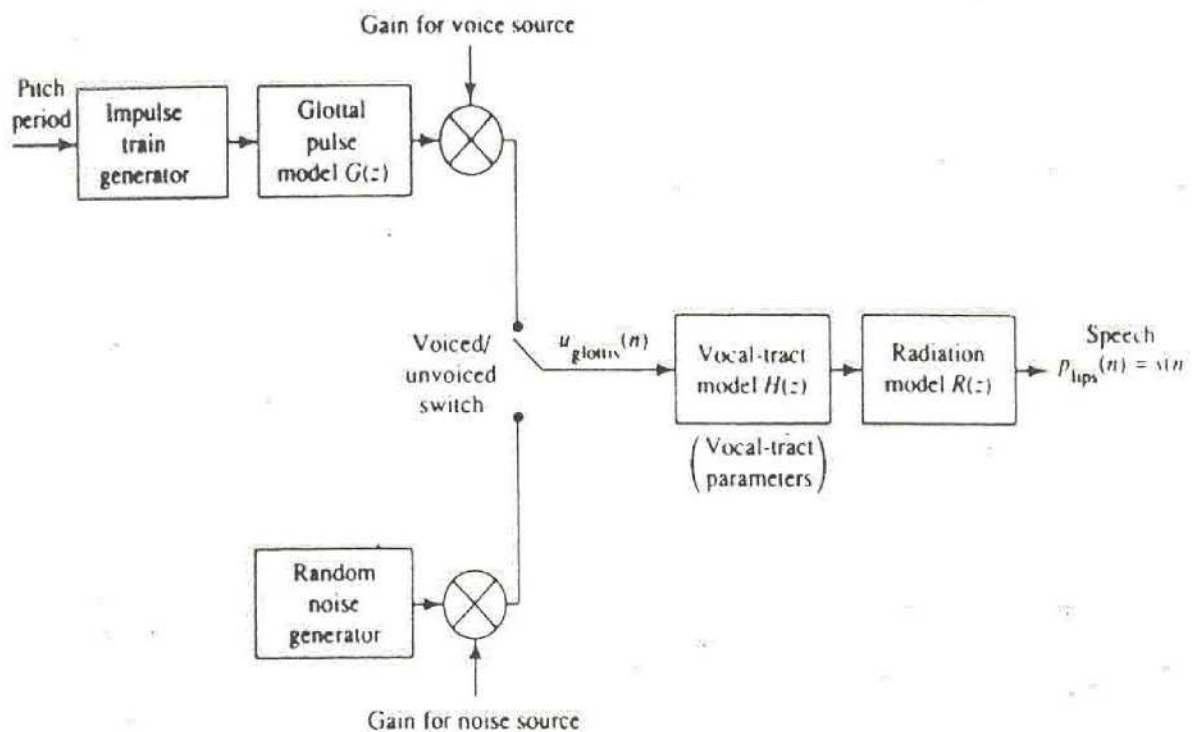 Gain for voice source
Pitch
period
Impulse
train
generator
Glottal
pulse
model G(z)
Voiced/
unvoiced
switch
u_glottis(n)
Vocal-tract
model H(z)
(Vocal-tract
parameters)
Radiation
model R(z)
Speech
p_lips(n) = s(n
Random
noise
generator
Gain for noise source